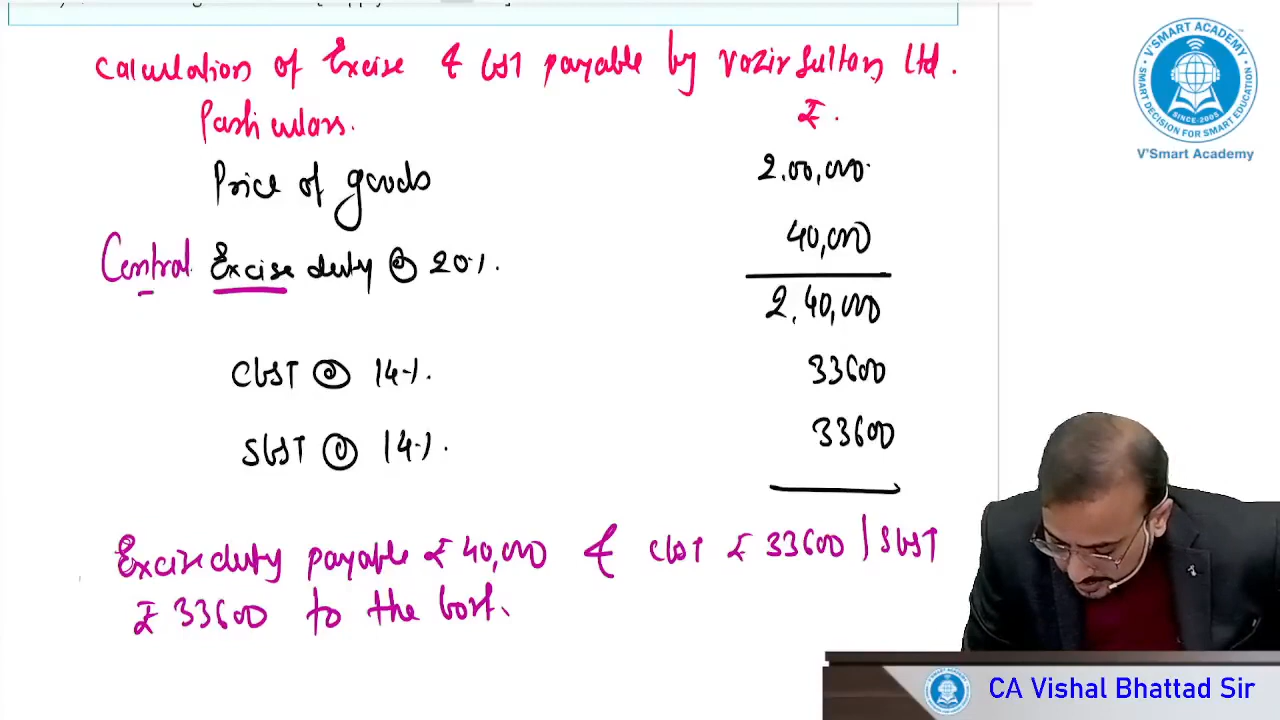 Calculation of Excise & GST payable by Vazir Sultan Ltd.
Particulars. ₹.
Price of goods 2,00,000.
Central Excise duty @ 20%. 40,000
2,40,000
CGST @ 14%. 33600
SGST @ 14%. 33600
Excise duty payable ₹ 40,000 & CGST ₹ 33600 / SGST
₹ 33600 to the Govt.
V'SMART ACADEMY
SINCE-2005
SMART DECISION FOR SMART EDUCATION
V'Smart Academy
CA Vishal Bhattad Sir